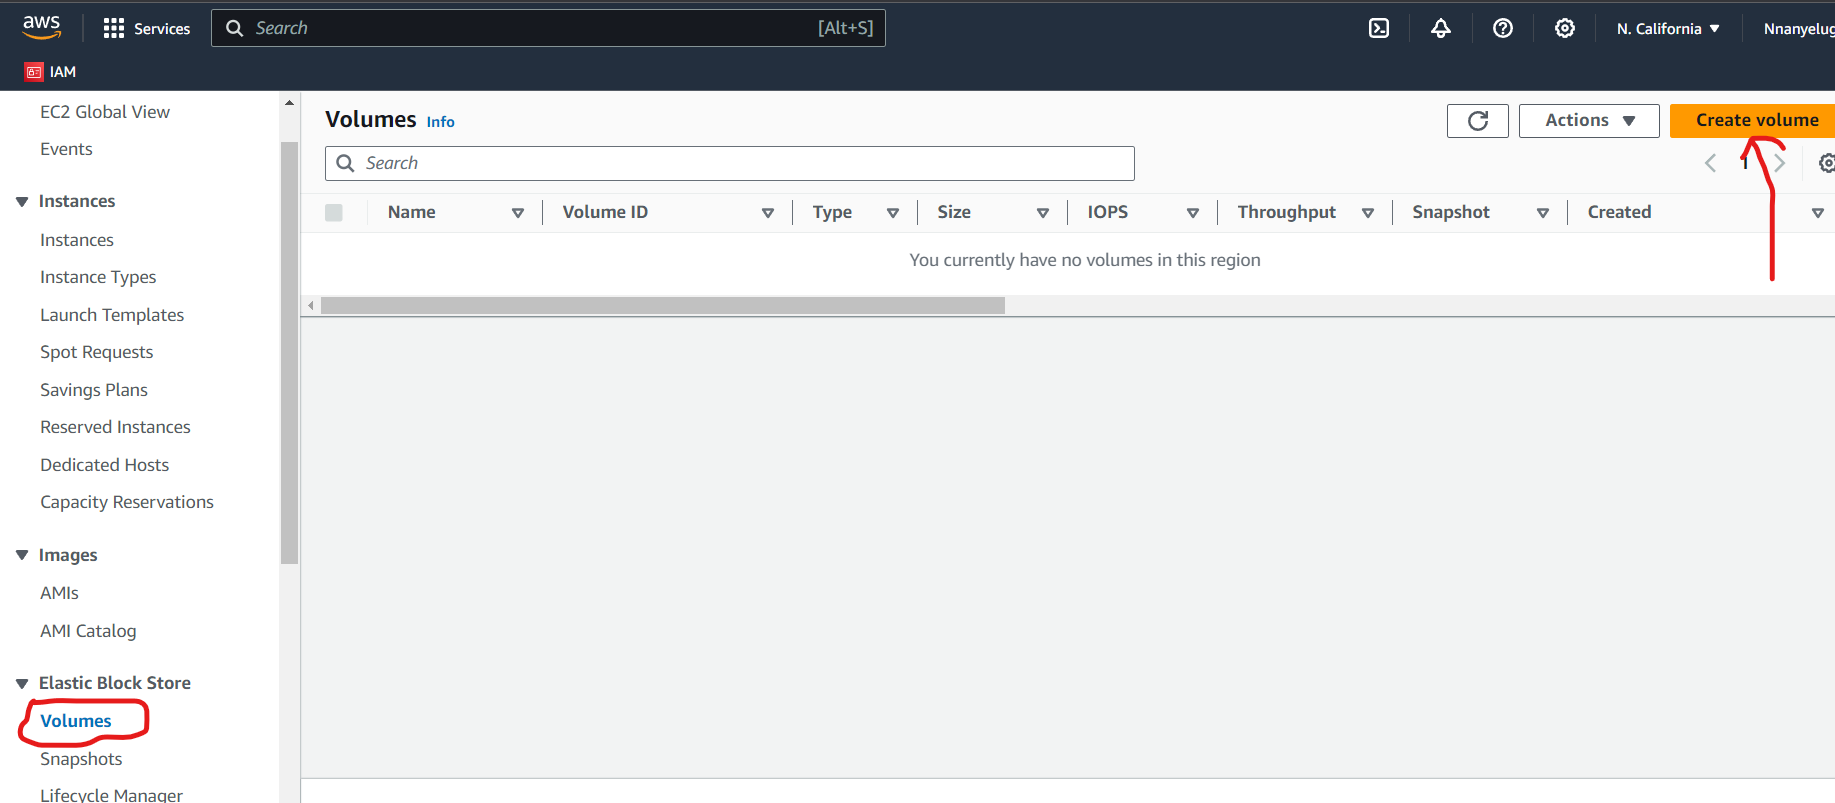 aws Services Search [Alt+S] N. California Nnanyelug
IAM
EC2 Global View
Events
Instances
Instances
Instance Types
Launch Templates
Spot Requests
Savings Plans
Reserved Instances
Dedicated Hosts
Capacity Reservations
Images
AMIs
AMI Catalog
Elastic Block Store
Volumes
Snapshots
Lifecycle Manager
Volumes Info Actions Create volume
Search 1
Name Volume ID Type Size IOPS Throughput Snapshot Created
You currently have no volumes in this region